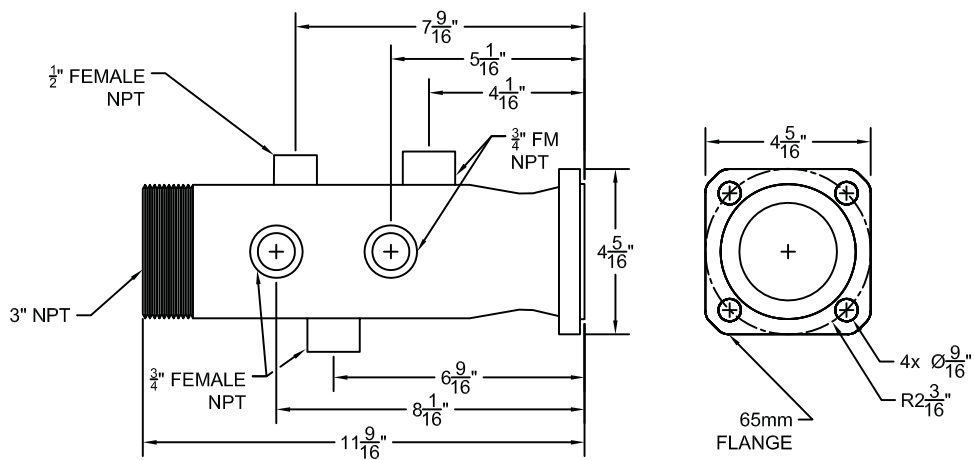 7 9/16"
5 1/16"
4 1/16"
1/2" FEMALE
NPT
3/4" FM
NPT
4 5/16"
4 5/16"
3" NPT
3/4" FEMALE
NPT
6 9/16"
8 1/16"
11 9/16"
4x Ø 9/16"
R2 3/16"
65mm
FLANGE